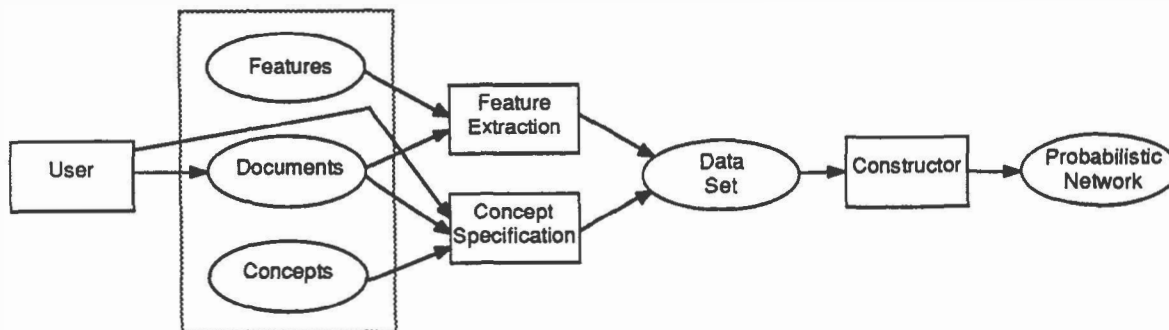 Features
Feature
Extraction
User
Documents
Data
Set
Constructor
Probabilistic
Network
Concept
Specification
Concepts